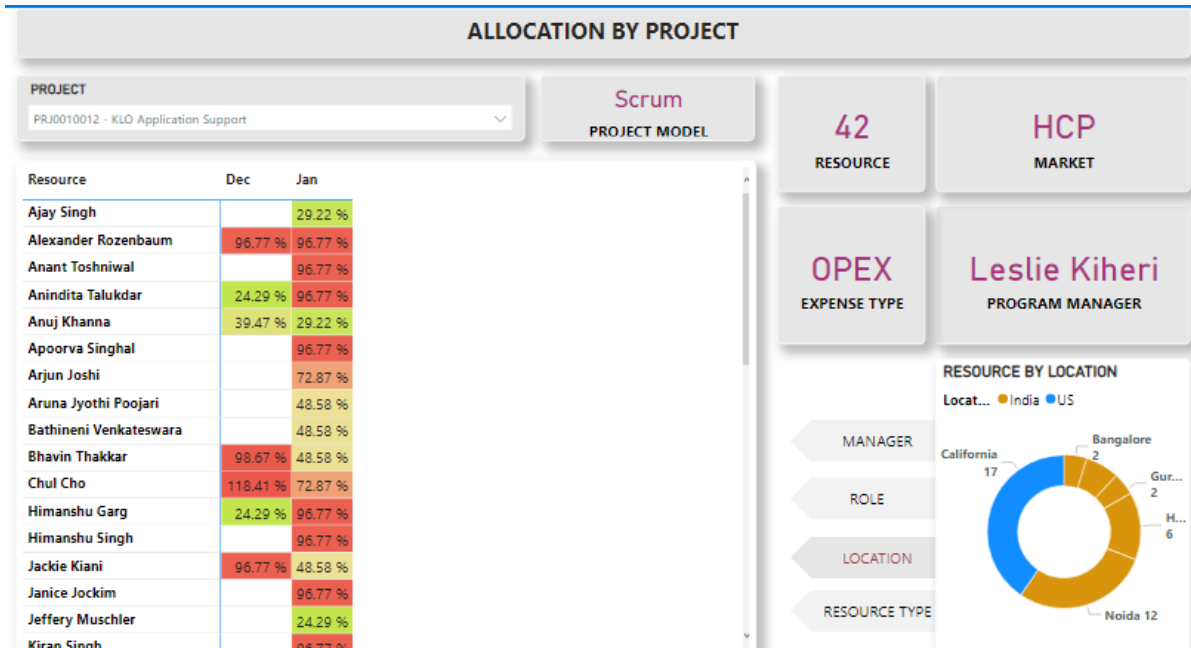 ALLOCATION BY PROJECT
PROJECT
PRJ0010012 - KLO Application Support
Scrum
PROJECT MODEL
42
RESOURCE
HCP
MARKET
OPEX
EXPENSE TYPE
Leslie Kiheri
PROGRAM MANAGER
Resource Dec Jan
Ajay Singh 29.22 %
Alexander Rozenbaum 96.77 % 96.77 %
Anant Toshniwal 96.77 %
Anindita Talukdar 24.29 % 96.77 %
Anuj Khanna 39.47 % 29.22 %
Apoorva Singhal 96.77 %
Arjun Joshi 72.87 %
Aruna Jyothi Poojari 48.58 %
Bathineni Venkateswara 48.58 %
Bhavin Thakkar 98.67 % 48.58 %
Chul Cho 118.41 % 72.87 %
Himanshu Garg 24.29 % 96.77 %
Himanshu Singh 96.77 %
Jackie Kiani 96.77 % 48.58 %
Janice Jockim 96.77 %
Jeffery Muschler 24.29 %
Kiran Singh 96.77 %
MANAGER
ROLE
LOCATION
RESOURCE TYPE
RESOURCE BY LOCATION
Locat... India US
California
17
Bangalore
2
Gur...
2
H...
6
Noida 12